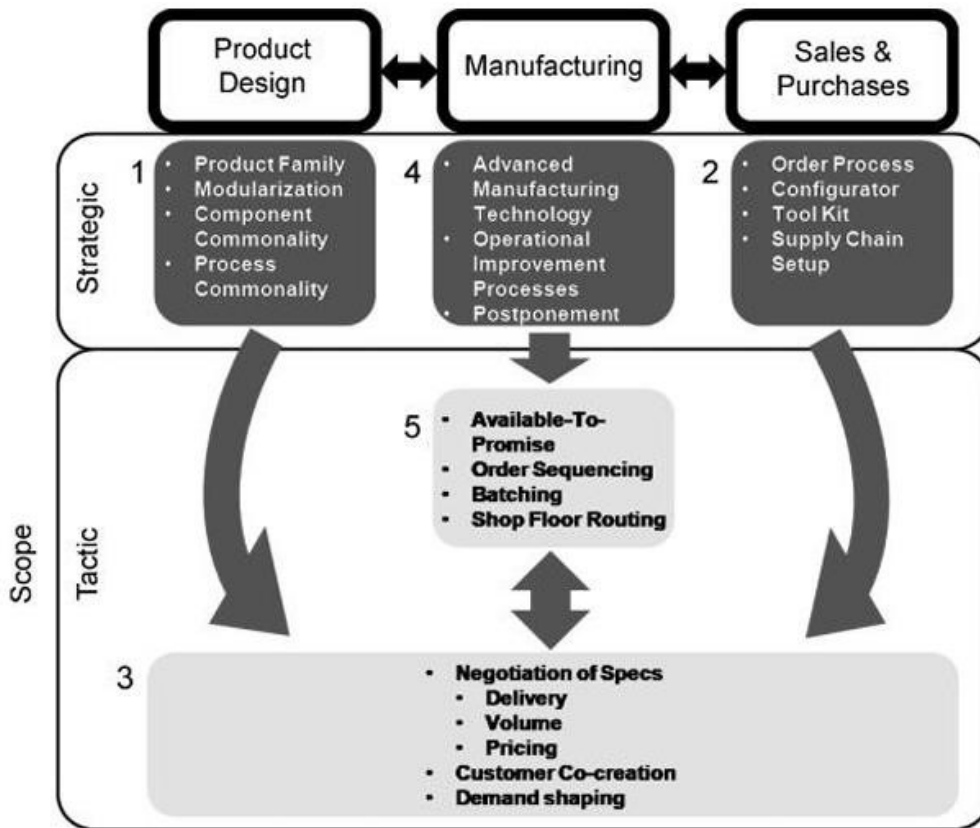 Product
Design
Manufacturing
Sales &
Purchases
Scope
Strategic
1
• Product Family
• Modularization
• Component
Commonality
• Process
Commonality
4
• Advanced
Manufacturing
Technology
• Operational
Improvement
Processes
• Postponement
2
• Order Process
• Configurator
• Tool Kit
• Supply Chain
Setup
Tactic
5
• Available-To-
Promise
• Order Sequencing
• Batching
• Shop Floor Routing
3
• Negotiation of Specs
• Delivery
• Volume
• Pricing
• Customer Co-creation
• Demand shaping